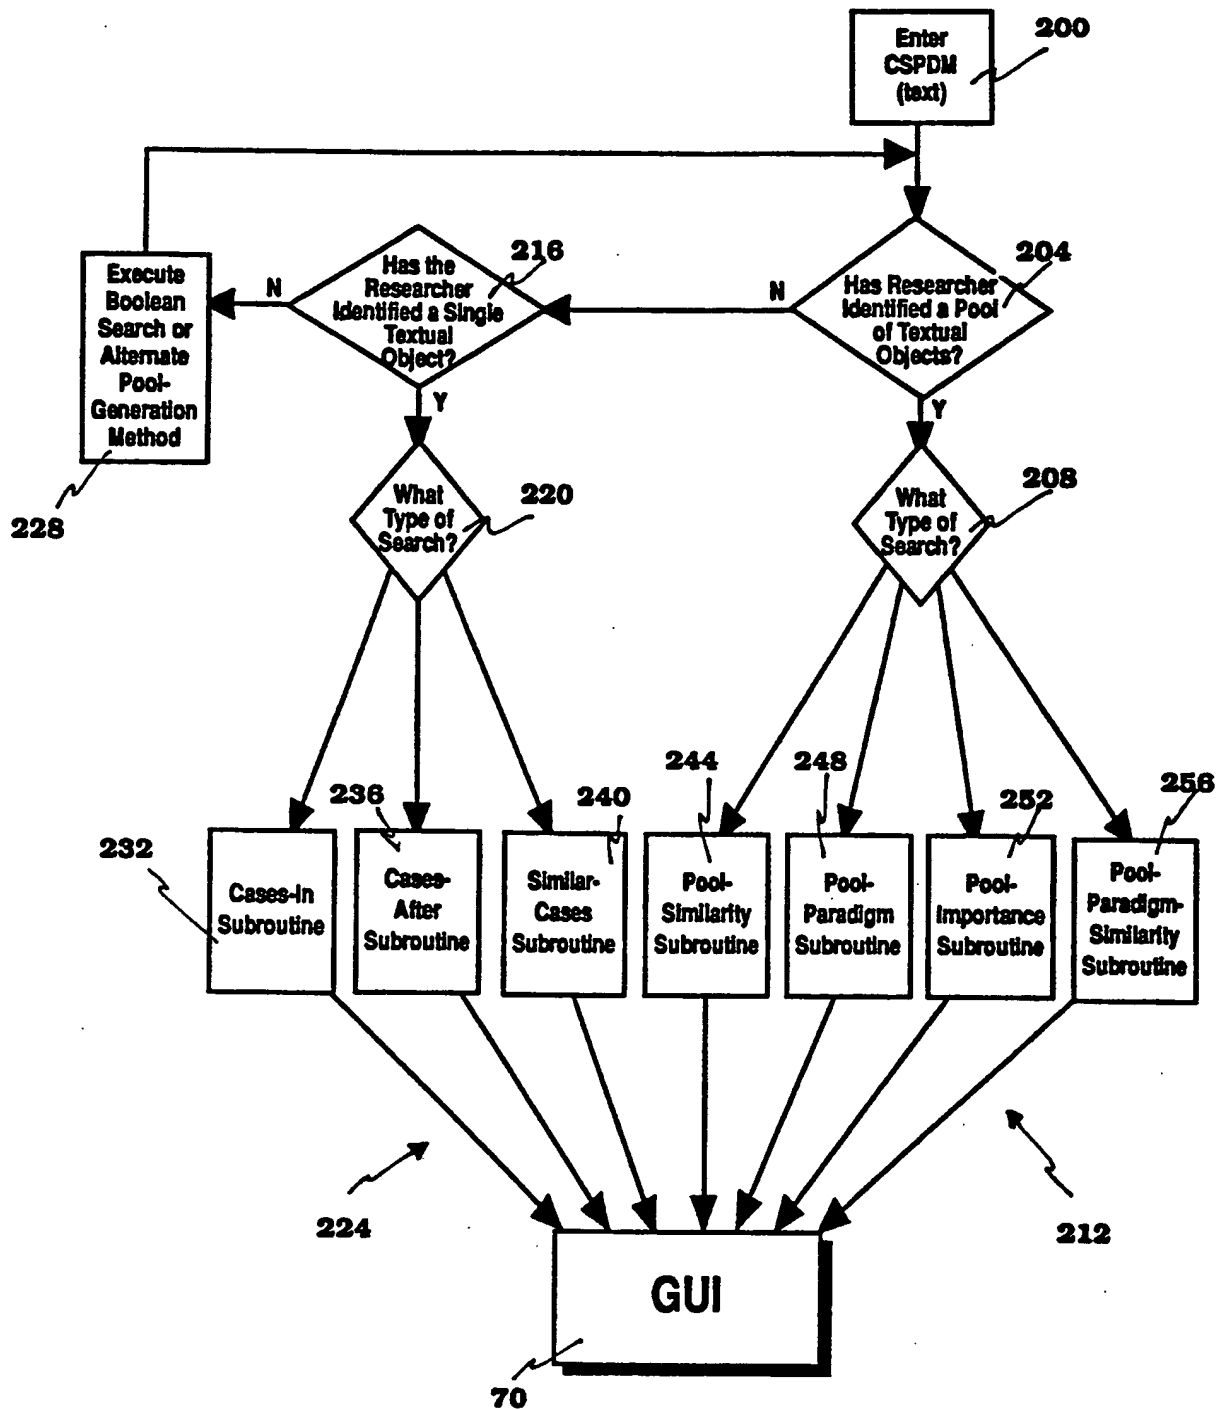 Enter
CSPDM
(text)
200
Has Researcher
Identified a Pool
of Textual
Objects?
204
N
Y
Has the
Researcher
Identified a Single
Textual
Object?
216
N
Y
Execute
Boolean
Search or
Alternate
Pool-
Generation
Method
228
What
Type of
Search?
220
What
Type of
Search?
208
Cases-In
Subroutine
232
Cases-
After
Subroutine
236
Similar-
Cases
Subroutine
240
Pool-
Similarity
Subroutine
244
Pool-
Paradigm
Subroutine
248
Pool-
Importance
Subroutine
252
Pool-
Paradigm-
Similarity
Subroutine
256
224
212
GUI
70